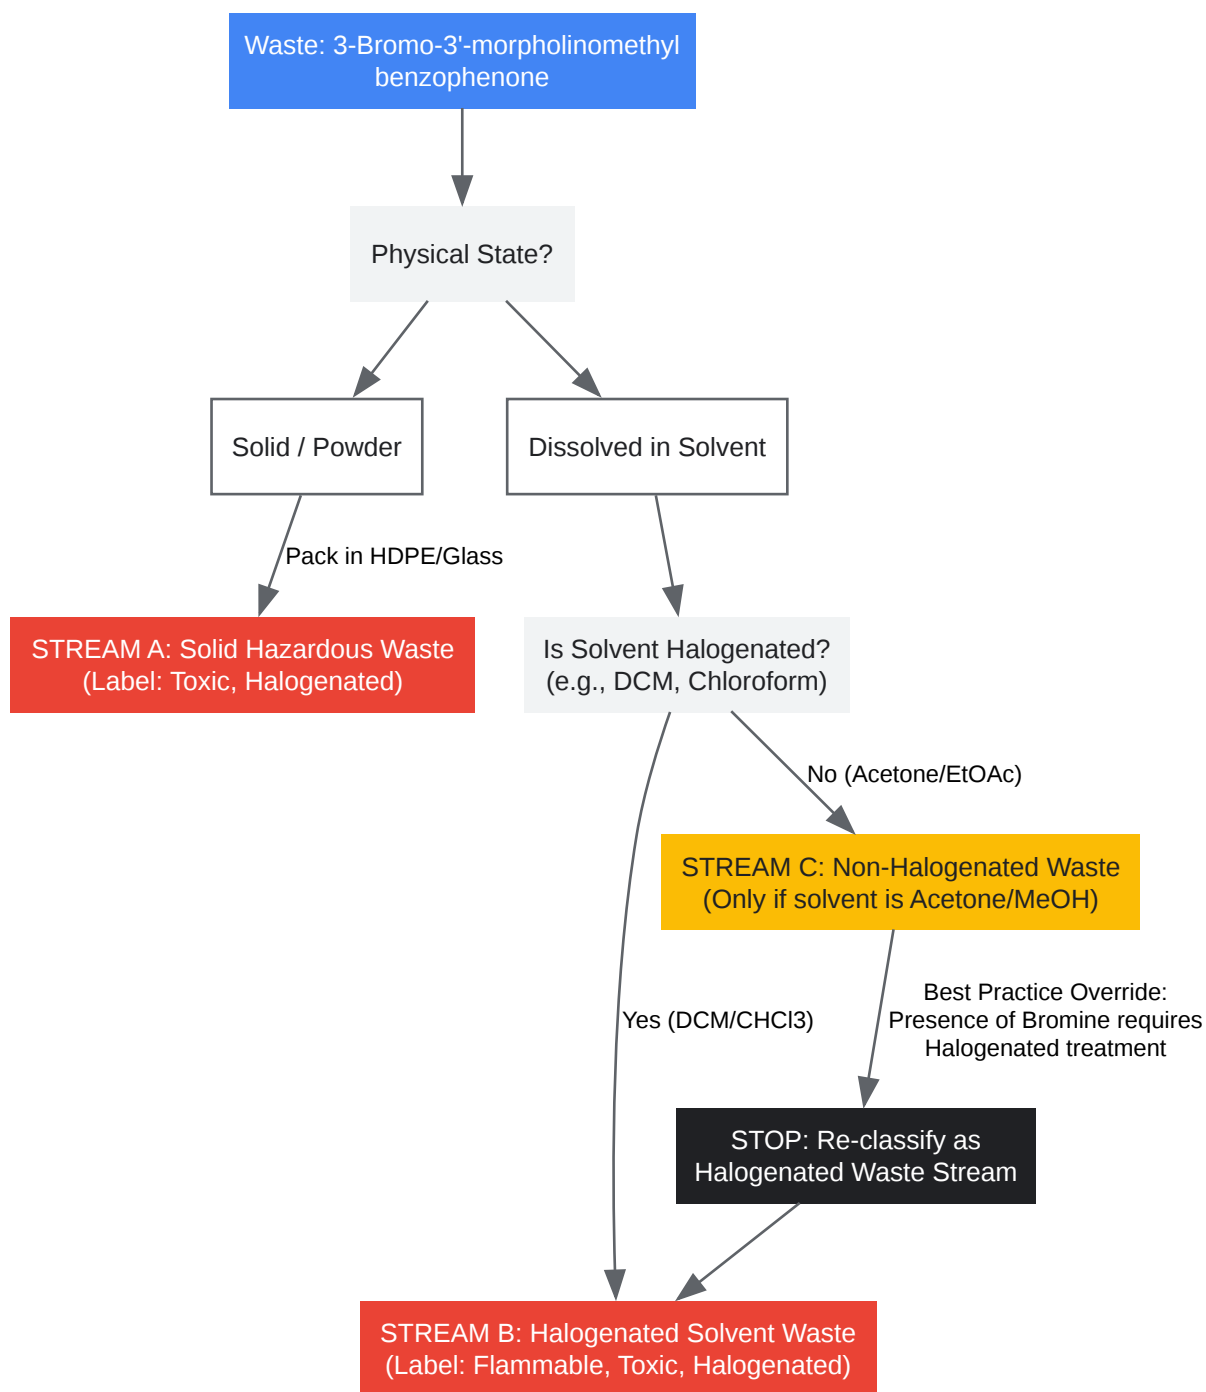 Waste: 3-Bromo-3'-morpholinomethyl
benzophenone
Physical State?
Solid / Powder
Dissolved in Solvent
Pack in HDPE/Glass
STREAM A: Solid Hazardous Waste
(Label: Toxic, Halogenated)
Is Solvent Halogenated?
(e.g., DCM, Chloroform)
No (Acetone/EtOAc)
STREAM C: Non-Halogenated Waste
(Only if solvent is Acetone/MeOH)
Yes (DCM/CHCl3)
Best Practice Override:
Presence of Bromine requires
Halogenated treatment
STOP: Re-classify as
Halogenated Waste Stream
STREAM B: Halogenated Solvent Waste
(Label: Flammable, Toxic, Halogenated)